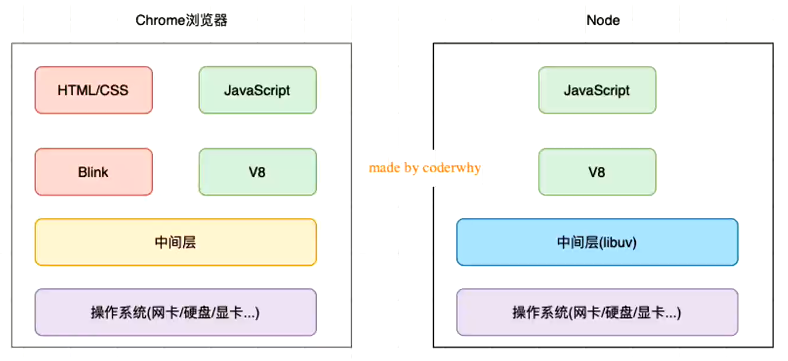 Chrome浏览器
Node
HTML/CSS
JavaScript
JavaScript
Blink
V8
made by coderwhy
V8
中间层
中间层(libuv)
操作系统(网卡/硬盘/显卡...)
操作系统(网卡/硬盘/显卡...)